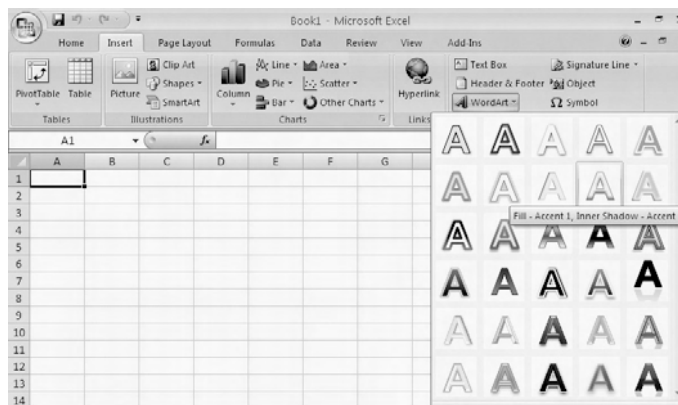 Book1 - Microsoft Excel
Home Insert Page Layout Formulas Data Review View Add-Ins
PivotTable Table Picture Clip Art Shapes SmartArt Column Line Pie Bar Area Scatter Other Charts Hyperlink Text Box Header & Footer WordArt Signature Line Object Symbol
Tables Illustrations Charts Links
A1 fx
A B C D E F G
1
2
3
4
5
6
7
8
9
10
11
12
13
14
A A A A A
A A A A A
Fill - Accent 1, Inner Shadow - Accent
A A A A A
A A A A A
A A A A A
A A A A A